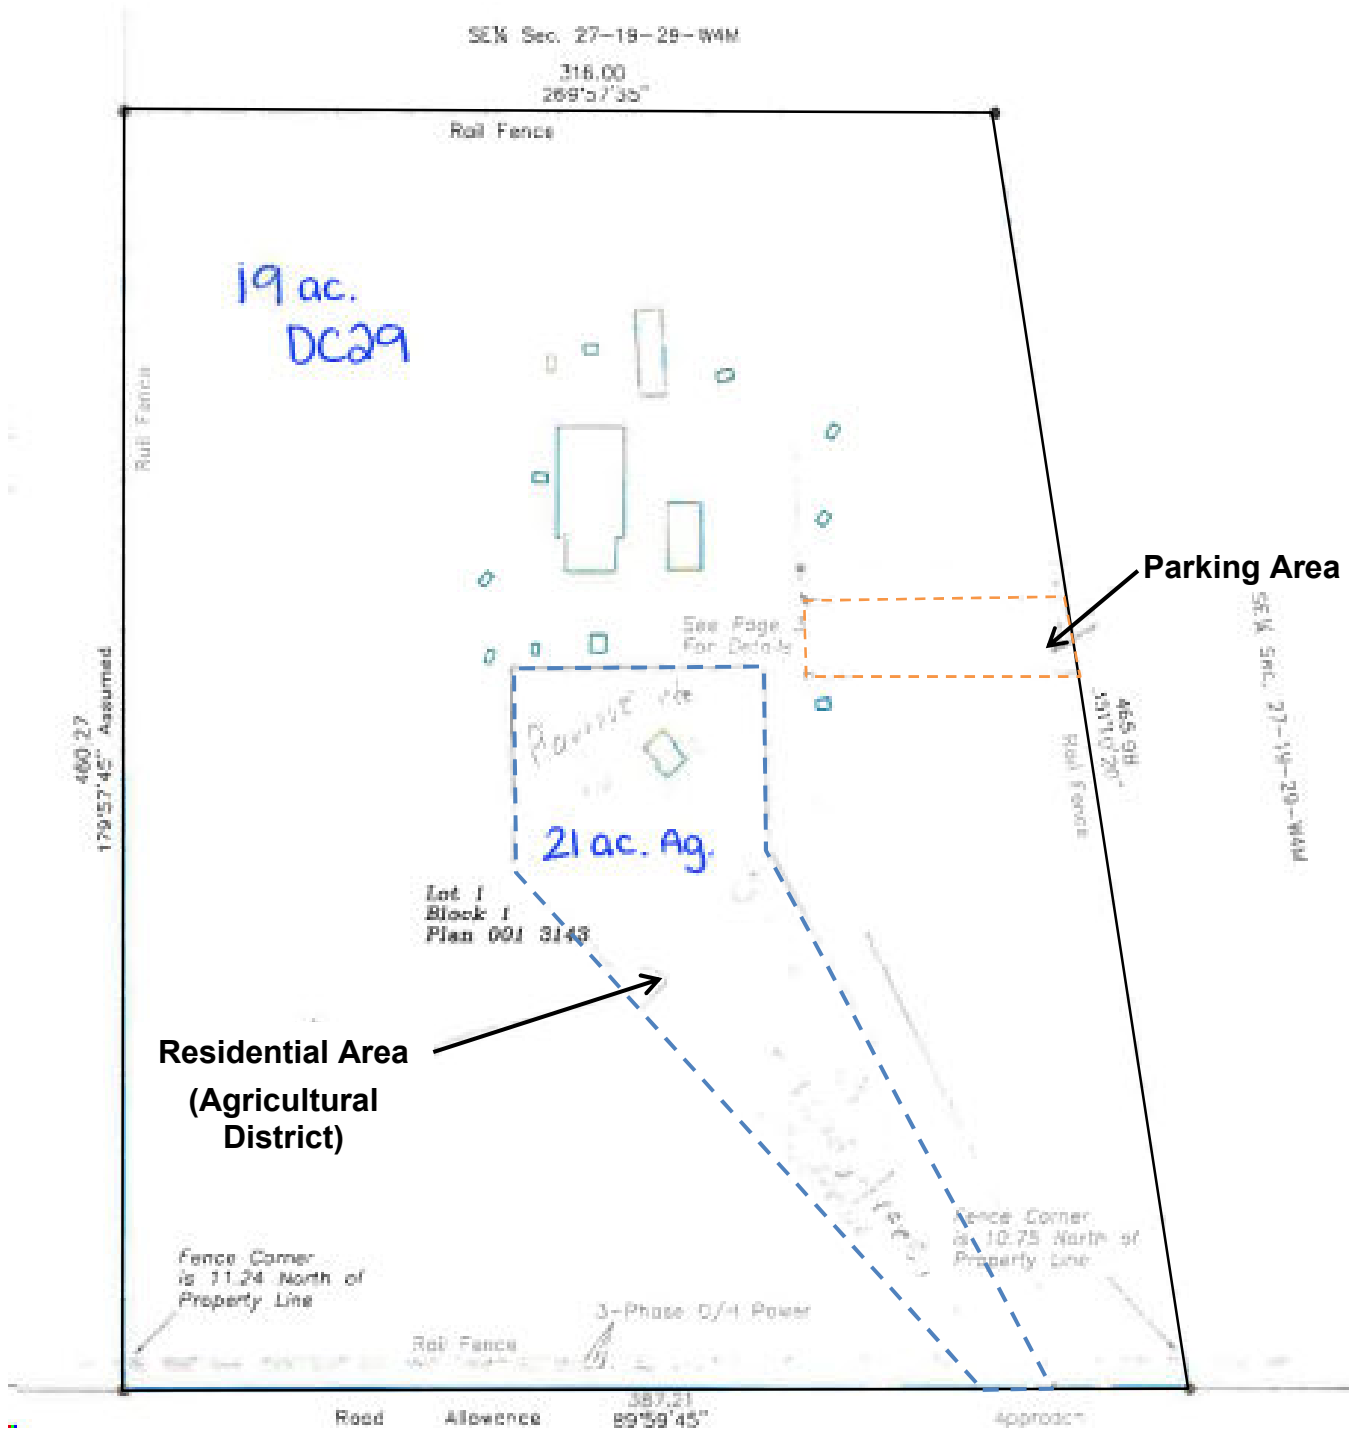 SE¼ Sec. 27-19-29-W4M
316.00
269°57'35"
Rail Fence
19 ac.
DC29
Rail Fence
Parking Area
See Page
For Details
SE¼ Sec. 27-19-29-W4M
460.27
179°57'45" Assumed
Rail Fence
21 ac. Ag.
Lot 1
Block 1
Plan 001 3143
Residential Area
(Agricultural
District)
Fence Corner
is 10.75 North of
Property Line
Fence Corner
is 11.24 North of
Property Line
3-Phase O/H Power
Rail Fence
387.21
Road Allowance 89°59'45"
Approach